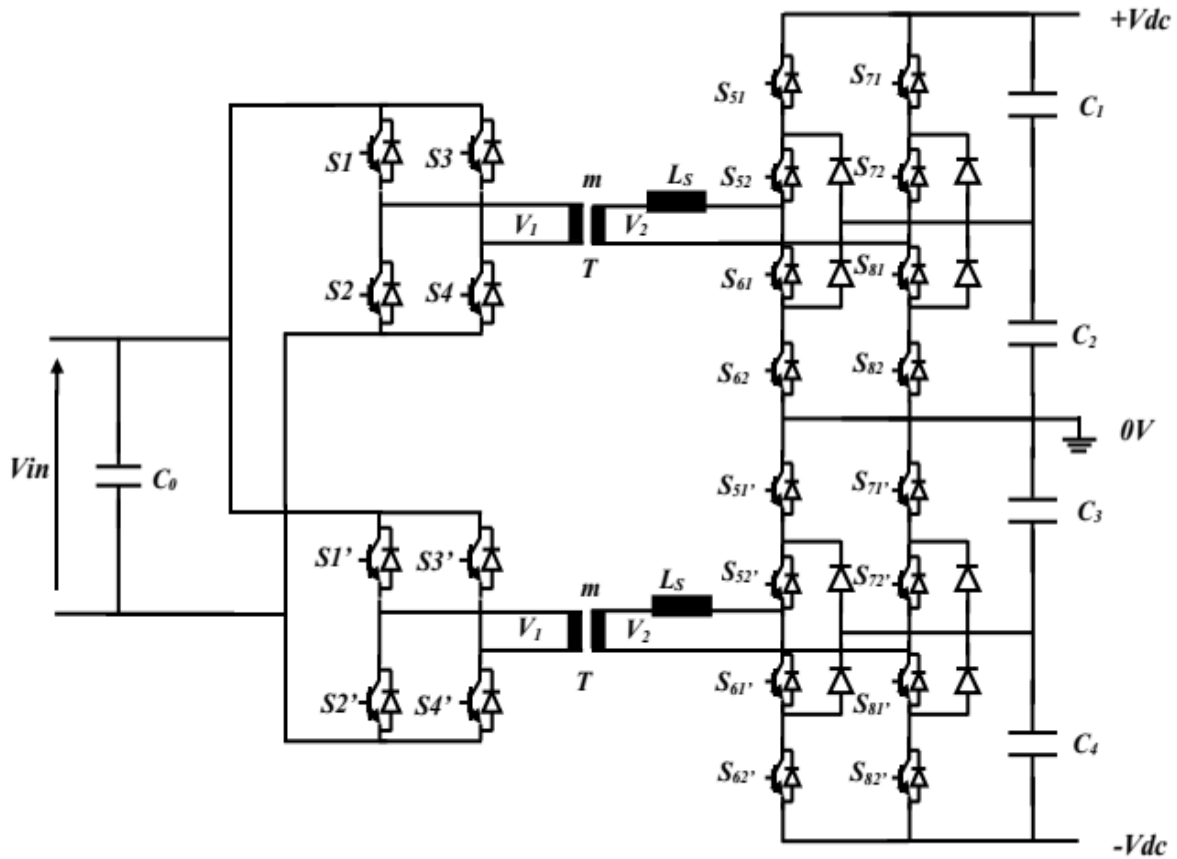 +Vdc
S51
S71
C1
S1
S3
S52
S72
m
LS
V1
V2
T
S2
S4
S61
S81
C2
S62
S82
0V
Vin
C0
S51'
S71'
C3
S1'
S3'
S52'
S72'
m
LS
V1
V2
T
S2'
S4'
S61'
S81'
C4
S62'
S82'
-Vdc